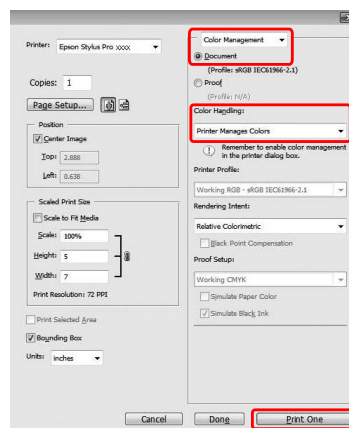 Printer: Epson Stylus Pro xxxx
Copies: 1
Page Setup...
Position
Center Image
Top: 2.888
Left: 0.638
Scaled Print Size
Scale to Fit Media
Scale: 100%
Height: 5
Width: 7
Print Resolution: 72 PPI
Print Selected Area
Bounding Box
Units: inches
Color Management
Document
(Profile: sRGB IEC61966-2.1)
Proof
(Profile: N/A)
Color Handling:
Printer Manages Colors
Remember to enable color management
in the printer dialog box.
Printer Profile:
Working RGB - sRGB IEC61966-2.1
Rendering Intent:
Relative Colorimetric
Black Point Compensation
Proof Setup:
Working CMYK
Simulate Paper Color
Simulate Black Ink
Cancel Done Print One